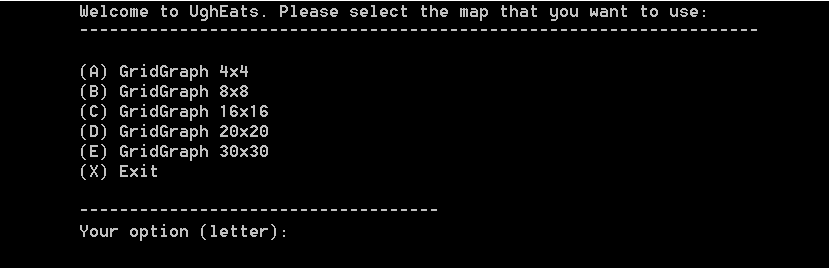 Welcome to UghEats. Please select the map that you want to use:
--------------------------------------------------------------------
(A) GridGraph 4x4
(B) GridGraph 8x8
(C) GridGraph 16x16
(D) GridGraph 20x20
(E) GridGraph 30x30
(X) Exit
------------------------------------
Your option (letter):